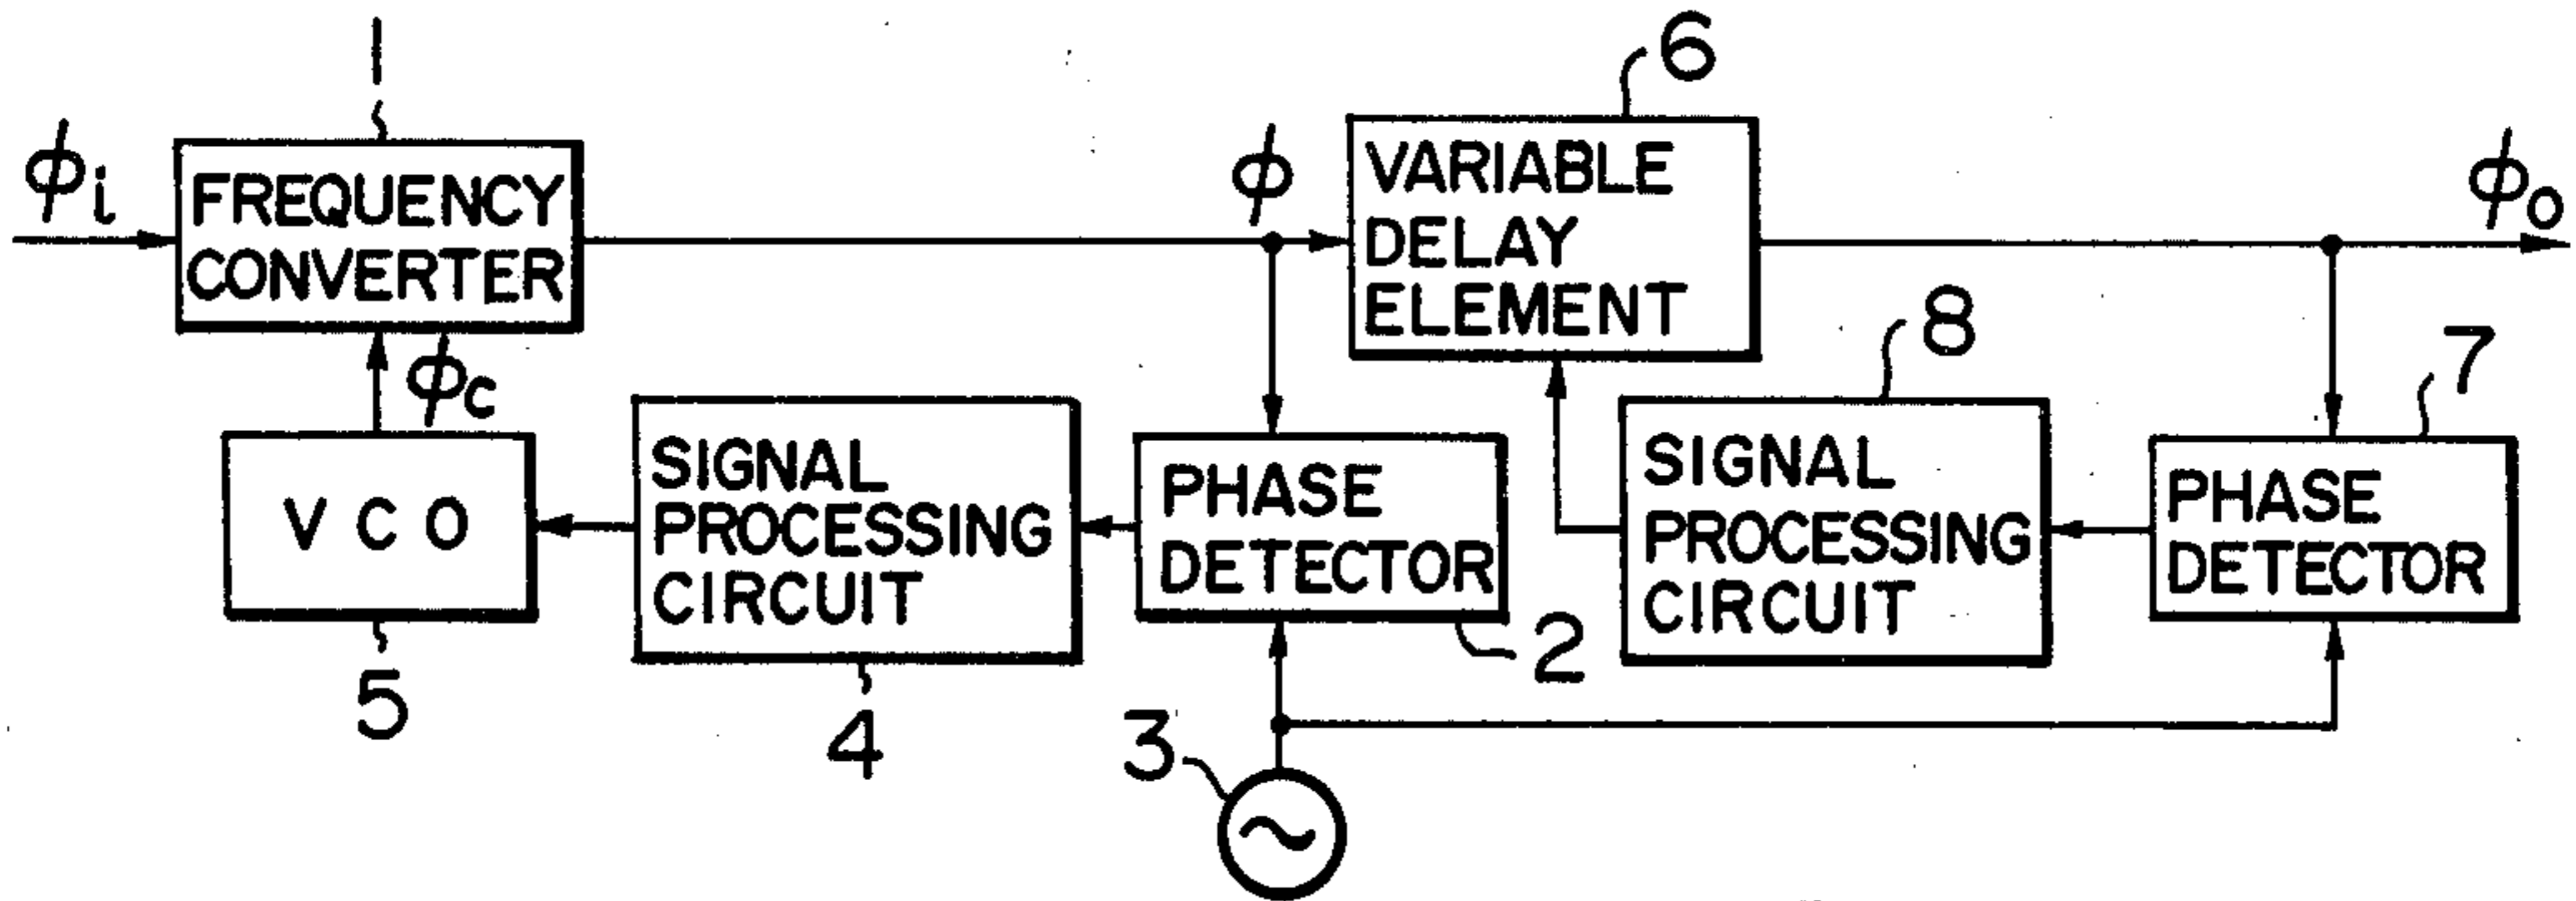 1
6
ϕi
FREQUENCY
CONVERTER
ϕ
VARIABLE
DELAY
ELEMENT
ϕo
ϕc
8
7
V C O
SIGNAL
PROCESSING
CIRCUIT
PHASE
DETECTOR
SIGNAL
PROCESSING
CIRCUIT
PHASE
DETECTOR
5
4
2
3